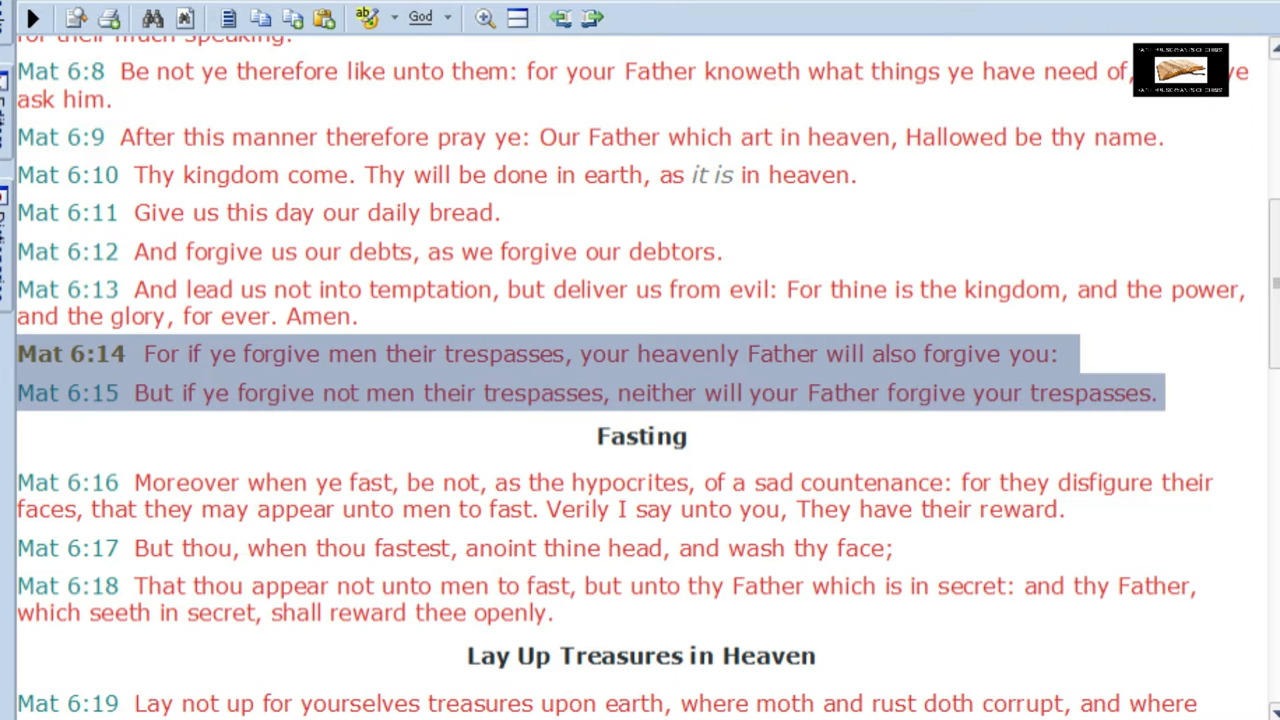 God
for their much speaking.
Mat 6:8 Be not ye therefore like unto them: for your Father knoweth what things ye have need of, ye
ask him.
Mat 6:9 After this manner therefore pray ye: Our Father which art in heaven, Hallowed be thy name.
Mat 6:10 Thy kingdom come. Thy will be done in earth, as it is in heaven.
Mat 6:11 Give us this day our daily bread.
Mat 6:12 And forgive us our debts, as we forgive our debtors.
Mat 6:13 And lead us not into temptation, but deliver us from evil: For thine is the kingdom, and the power,
and the glory, for ever. Amen.
Mat 6:14 For if ye forgive men their trespasses, your heavenly Father will also forgive you:
Mat 6:15 But if ye forgive not men their trespasses, neither will your Father forgive your trespasses.
Fasting
Mat 6:16 Moreover when ye fast, be not, as the hypocrites, of a sad countenance: for they disfigure their
faces, that they may appear unto men to fast. Verily I say unto you, They have their reward.
Mat 6:17 But thou, when thou fastest, anoint thine head, and wash thy face;
Mat 6:18 That thou appear not unto men to fast, but unto thy Father which is in secret: and thy Father,
which seeth in secret, shall reward thee openly.
Lay Up Treasures in Heaven
Mat 6:19 Lay not up for yourselves treasures upon earth, where moth and rust doth corrupt, and where